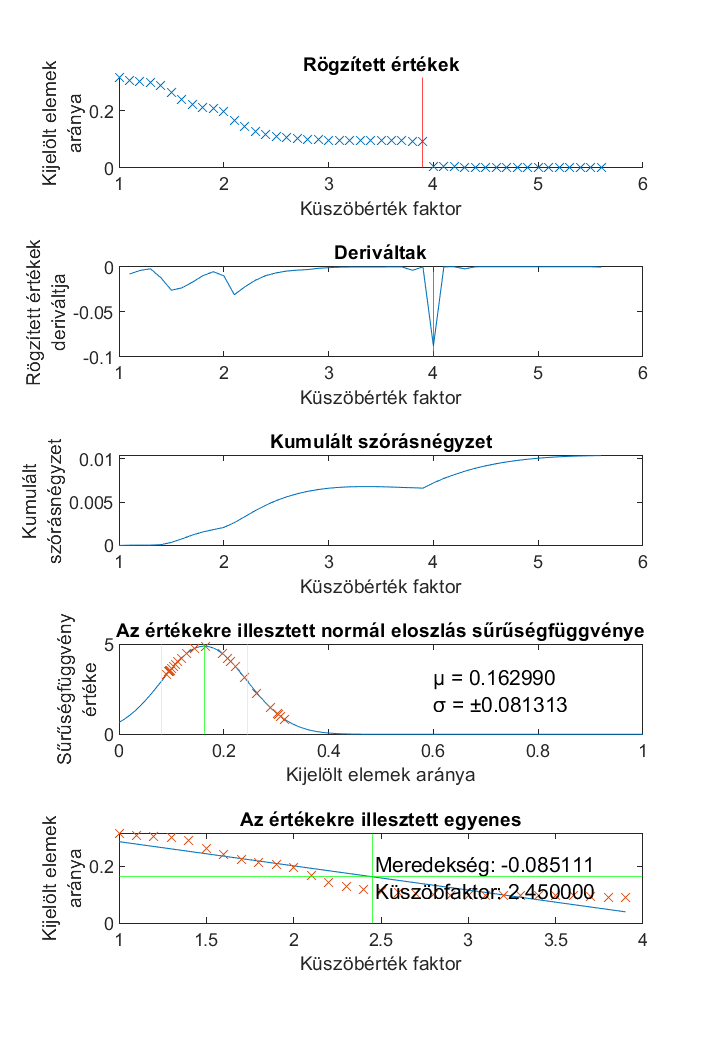 Rögzített értékek
Kijelölt elemek
aránya
0.2
0
1 2 3 4 5 6
Küszöbérték faktor
Deriváltak
Rögzített értékek
deriváltja
0
-0.05
-0.1
1 2 3 4 5 6
Küszöbérték faktor
Kumulált szórásnégyzet
Kumulált
szórásnégyzet
0.01
0.005
0
1 2 3 4 5 6
Küszöbérték faktor
Az értékekre illesztett normál eloszlás sűrűségfüggvénye
Sűrűségfüggvény
értéke
5
0
μ = 0.162990
σ = ±0.081313
0 0.2 0.4 0.6 0.8 1
Kijelölt elemek aránya
Az értékekre illesztett egyenes
Kijelölt elemek
aránya
0.2
0
Meredekség: -0.085111
Küszöbfaktor: 2.450000
1 1.5 2 2.5 3 3.5 4
Küszöbérték faktor